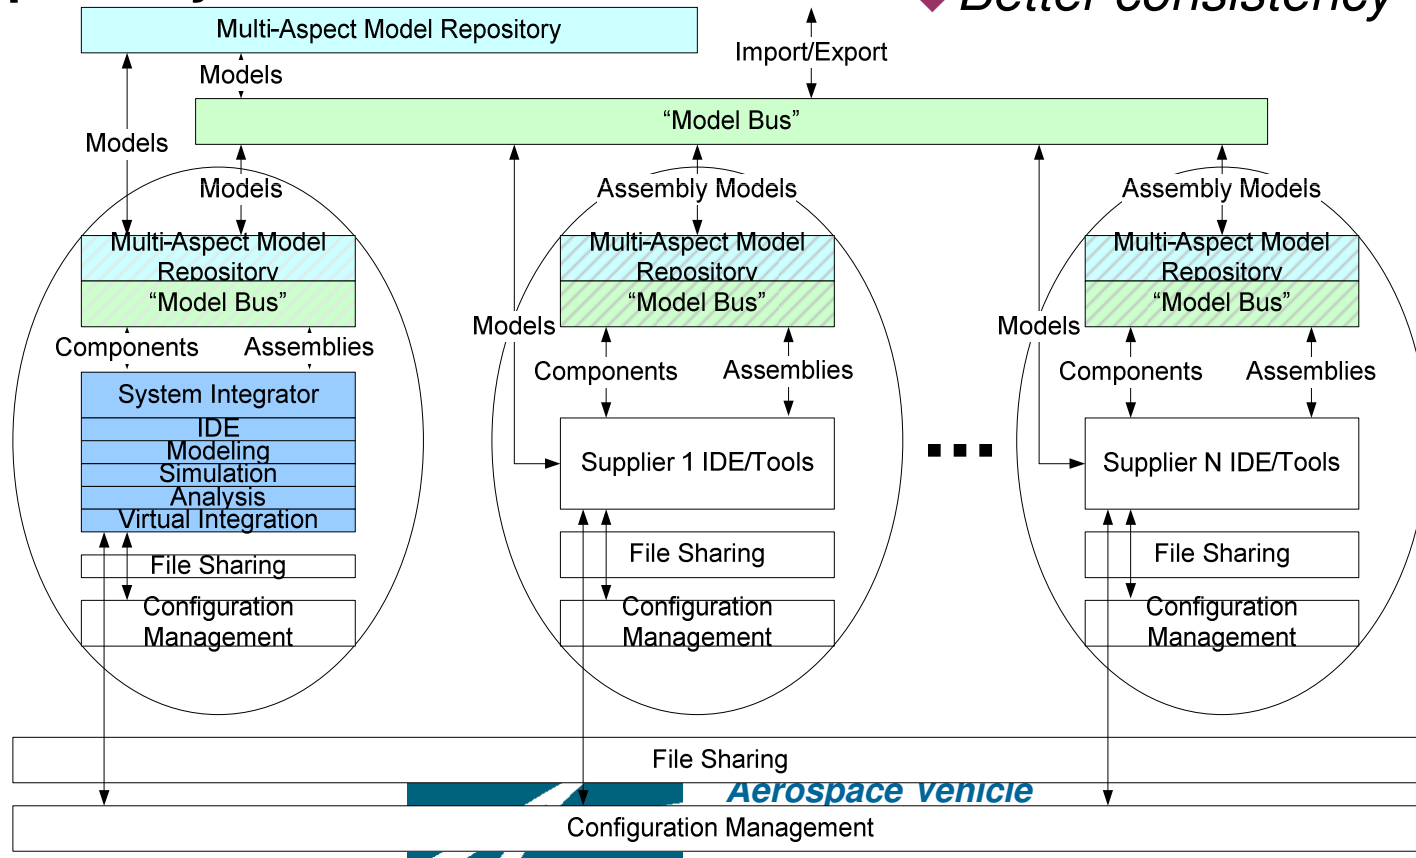 Better consistency
Multi-Aspect Model Repository
Import/Export
Models
"Model Bus"
Models
Models
Assembly Models
Assembly Models
Multi-Aspect Model
Repository
"Model Bus"
Multi-Aspect Model
Repository
"Model Bus"
Multi-Aspect Model
Repository
"Model Bus"
Models
Models
Components
Assemblies
Components
Assemblies
Components
Assemblies
System Integrator
IDE
Modeling
Simulation
Analysis
Virtual Integration
Supplier 1 IDE/Tools
...
Supplier N IDE/Tools
File Sharing
File Sharing
File Sharing
Configuration
Management
Configuration
Management
Configuration
Management
File Sharing
Aerospace Vehicle
Configuration Management